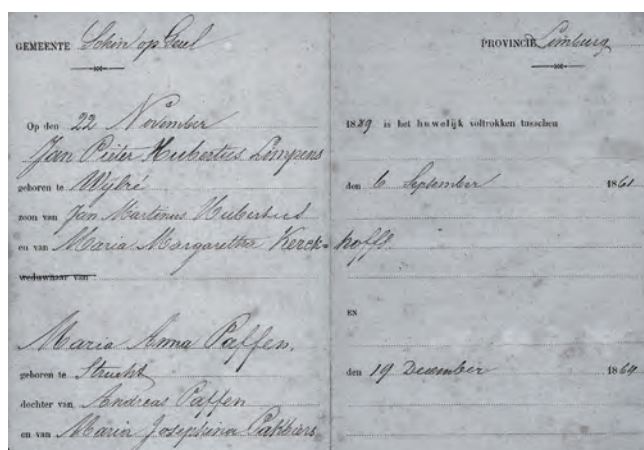 GEMEENTE Schin op Geul PROVINCIE Limburg
Op den 22 November 1889 is het huwelijk voltrokken tusschen
Jan Pieter Hubertus Limpens
geboren te Wijlré den 6 September 1861
zoon van Jan Martinus Hubertus
en van Maria Margaretha Kerck- hoffs
weduwnaar van
EN
Maria Anna Paffen.
geboren te Strucht den 19 December 1864
dochter van Andreas Paffen
en van Maria Josephina Pakbiers